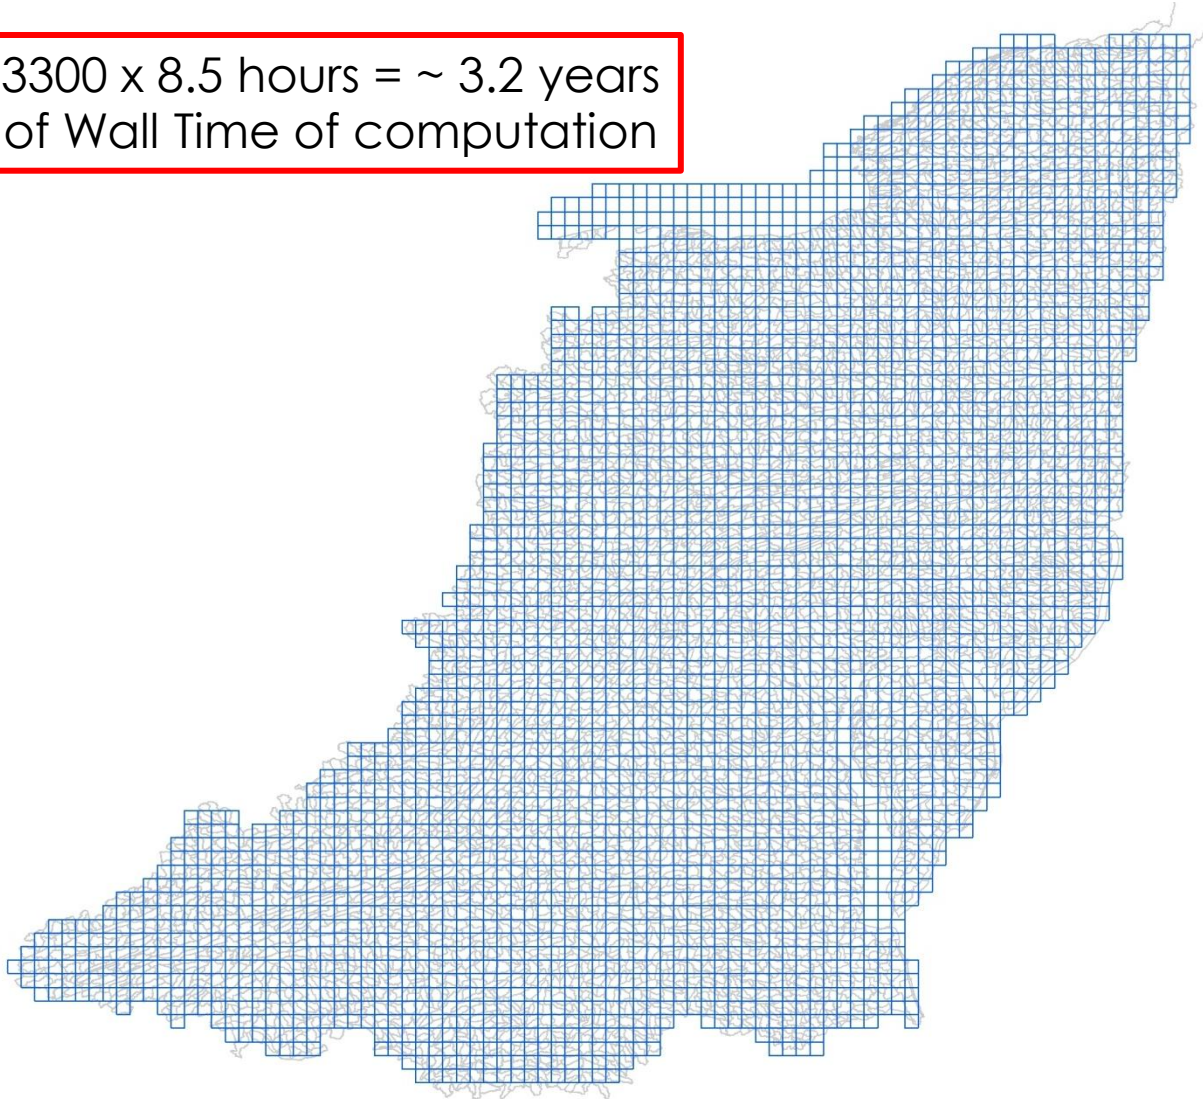 3300 x 8.5 hours = ~ 3.2 years
of Wall Time of computation